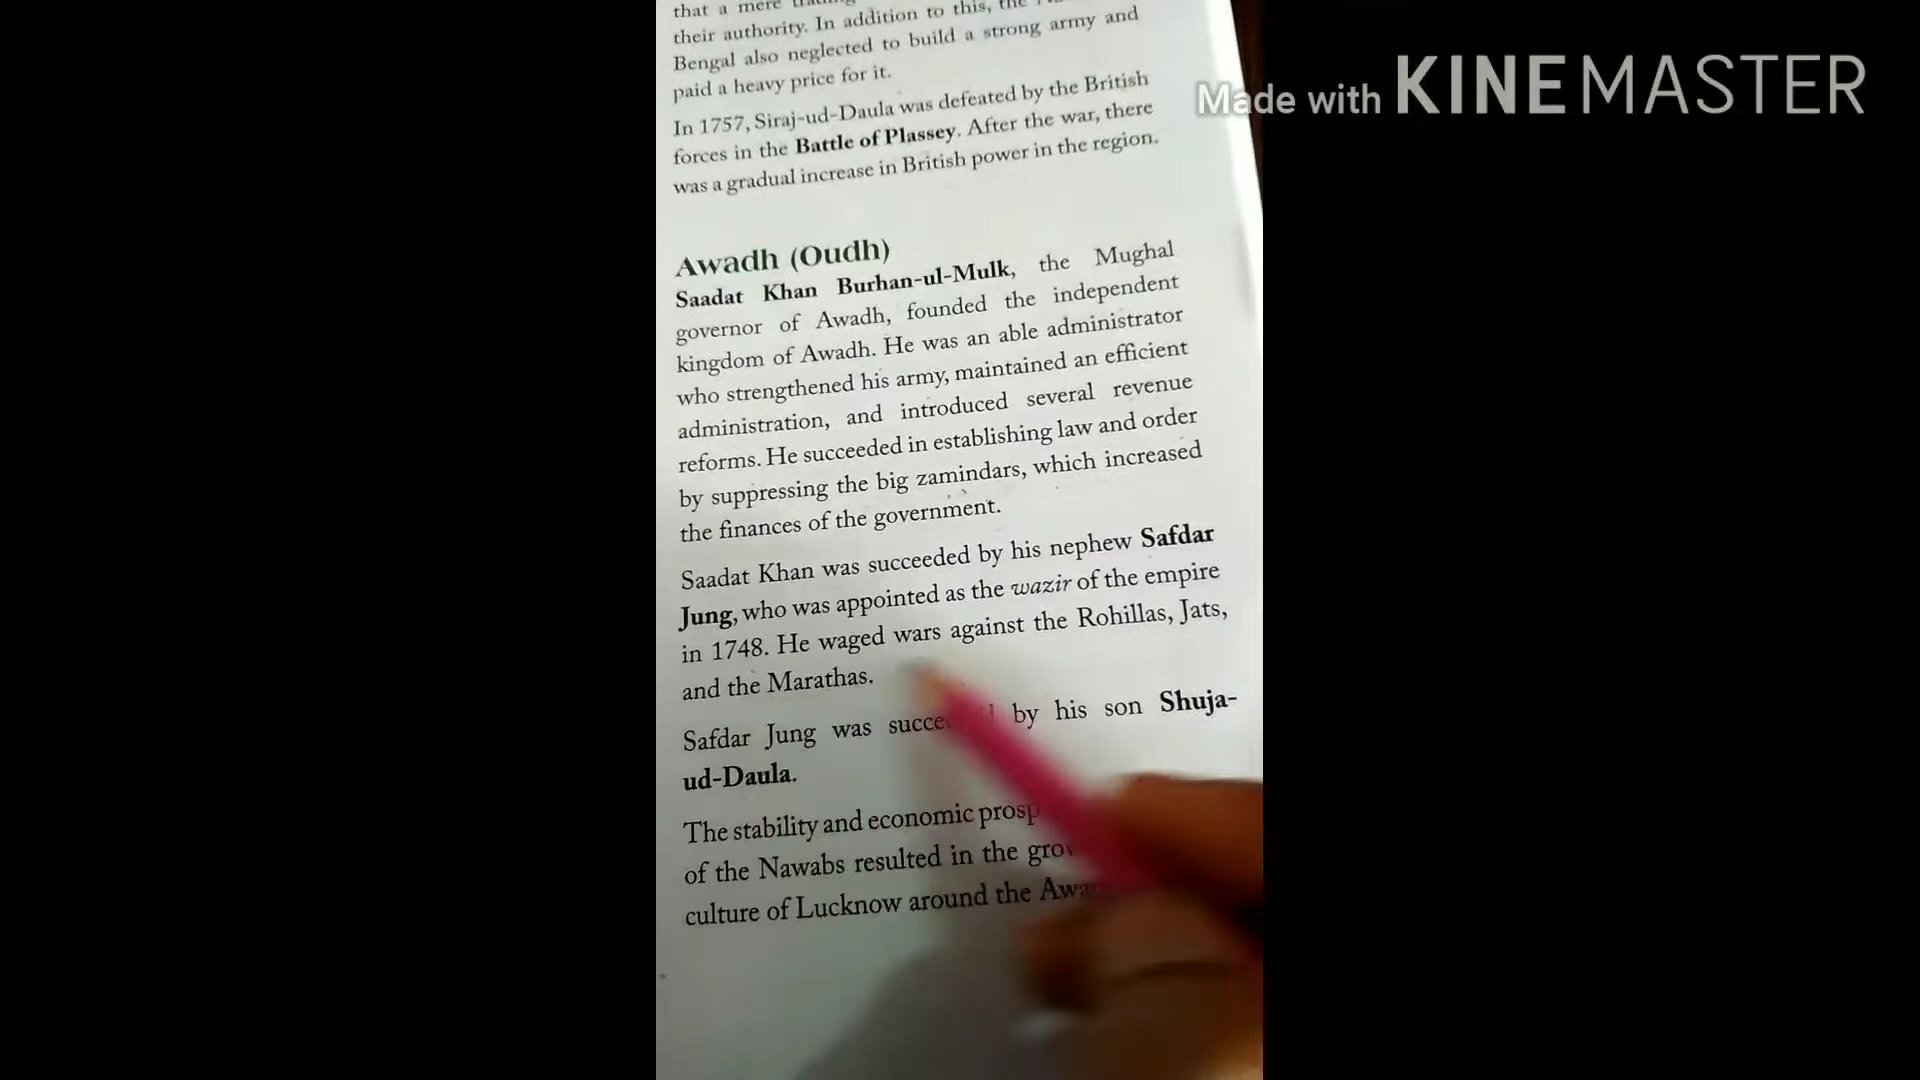 that a mere
their authority. In addition to this, the
Bengal also neglected to build a strong army and
paid a heavy price for it.
In 1757, Siraj-ud-Daula was defeated by the British
forces in the Battle of Plassey. After the war, there
was a gradual increase in British power in the region.
Awadh (Oudh)
Saadat Khan Burhan-ul-Mulk, the Mughal
governor of Awadh, founded the independent
kingdom of Awadh. He was an able administrator
who strengthened his army, maintained an efficient
administration, and introduced several revenue
reforms. He succeeded in establishing law and order
by suppressing the big zamindars, which increased
the finances of the government.
Saadat Khan was succeeded by his nephew Safdar
Jung, who was appointed as the wazir of the empire
in 1748. He waged wars against the Rohillas, Jats,
and the Marathas.
Safdar Jung was by his son Shuja-
ud-Daula.
The stability and economic
of the Nawabs resulted in the
culture of Lucknow around the
Made with KINEMASTER